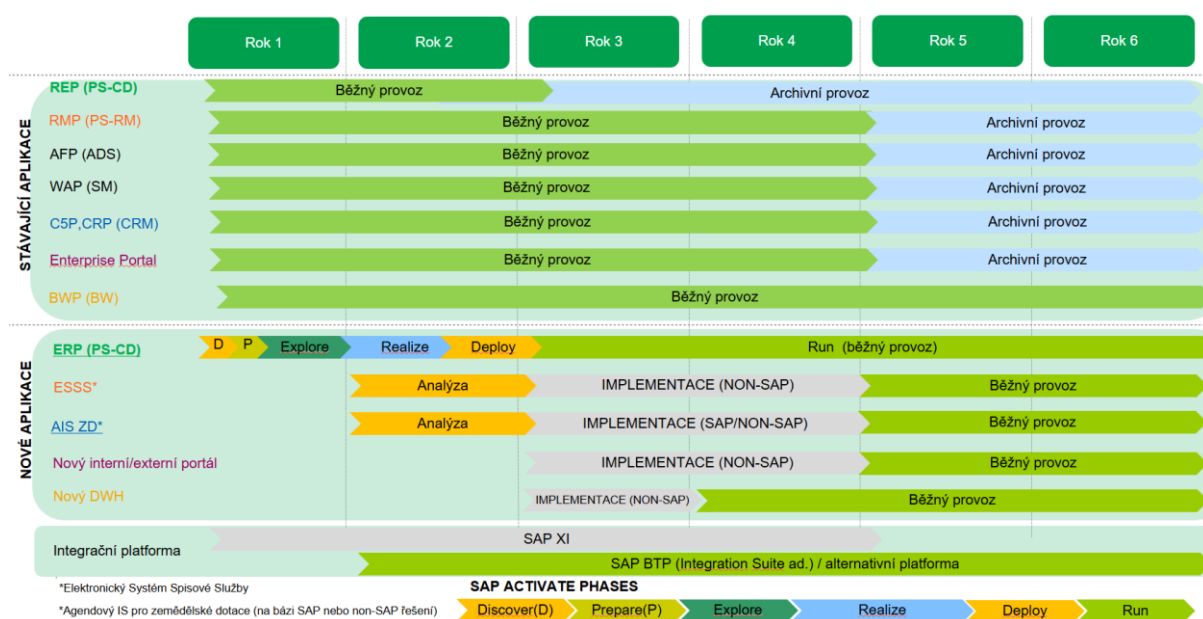 Rok 1 Rok 2 Rok 3 Rok 4 Rok 5 Rok 6
STÁVAJÍCÍ APLIKACE
REP (PS-CD) Běžný provoz Archivní provoz
RMP (PS-RM) Běžný provoz Archivní provoz
AFP (ADS) Běžný provoz Archivní provoz
WAP (SM) Běžný provoz Archivní provoz
C5P,CRP (CRM) Běžný provoz Archivní provoz
Enterprise Portal Běžný provoz Archivní provoz
BWP (BW) Běžný provoz
NOVÉ APLIKACE
ERP (PS-CD) D P Explore Realize Deploy Run (běžný provoz)
ESSS* Analýza IMPLEMENTACE (NON-SAP) Běžný provoz
AIS ZD* Analýza IMPLEMENTACE (SAP/NON-SAP) Běžný provoz
Nový interní/externí portál IMPLEMENTACE (NON-SAP) Běžný provoz
Nový DWH IMPLEMENTACE (NON-SAP) Běžný provoz
Integrační platforma SAP XI
SAP BTP (Integration Suite ad.) / alternativní platforma
*Elektronický Systém Spisové Služby SAP ACTIVATE PHASES
*Agendový IS pro zemědělské dotace (na bázi SAP nebo non-SAP řešení) Discover(D) Prepare(P) Explore Realize Deploy Run